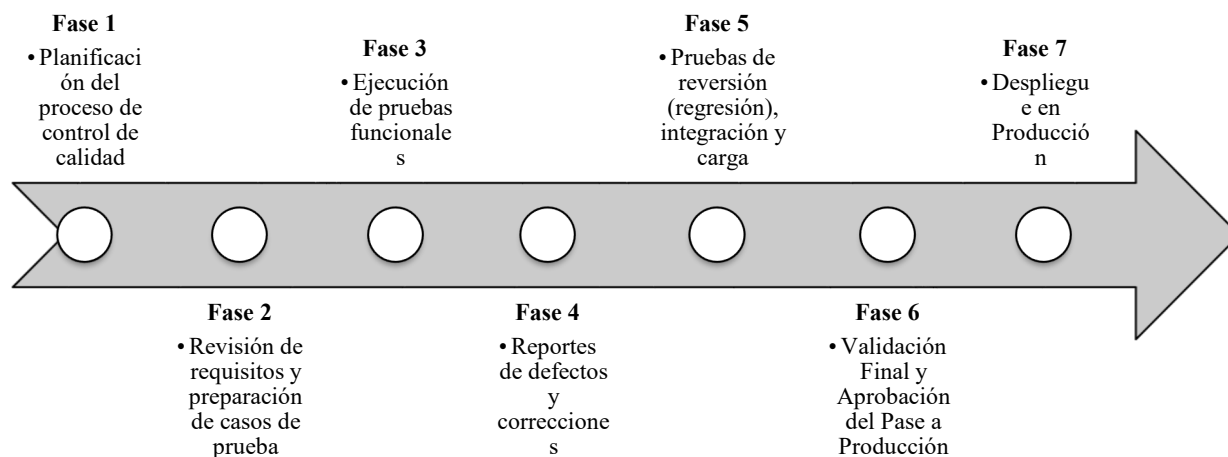 Fase 1
• Planificaci
ón del
proceso de
control de
calidad
Fase 2
• Revisión de
requisitos y
preparación
de casos de
prueba
Fase 3
• Ejecución
de pruebas
funcionale
s
Fase 4
• Reportes
de defectos
y
correccione
s
Fase 5
• Pruebas de
reversión
(regresión),
integración y
carga
Fase 6
• Validación
Final y
Aprobación
del Pase a
Producción
Fase 7
• Despliegu
e en
Producció
n